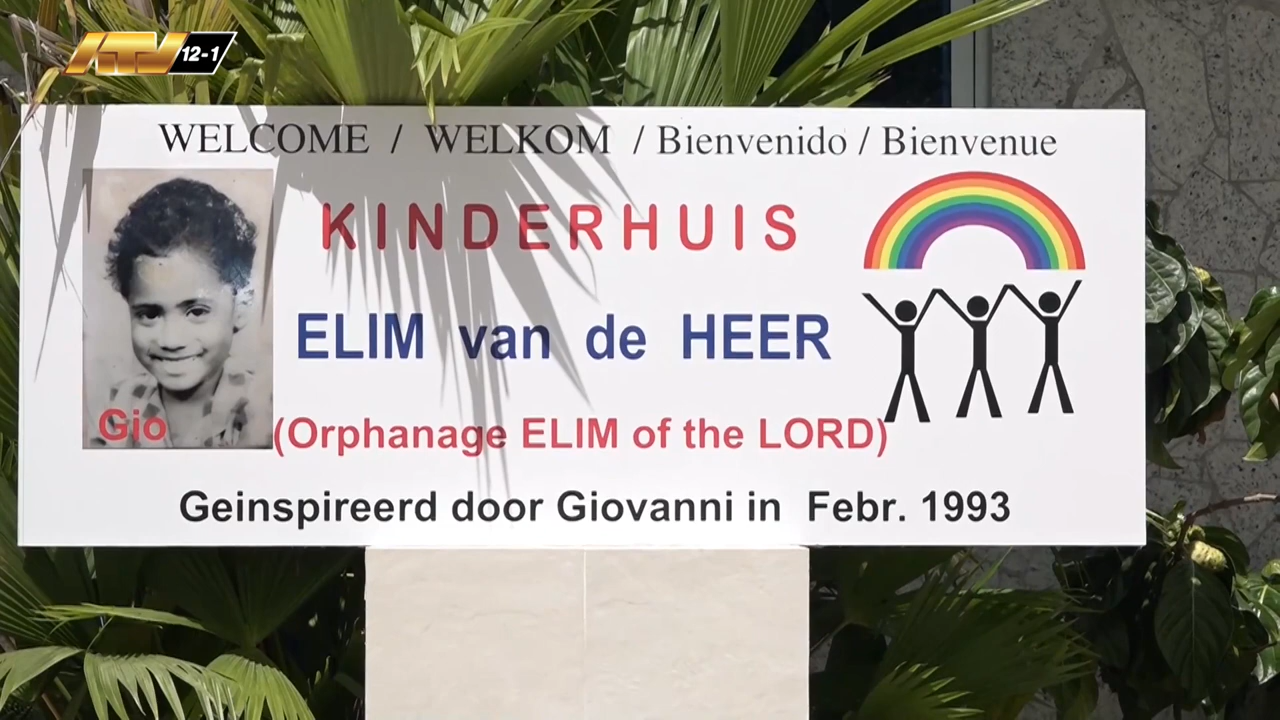 ATV 12-1
WELCOME / WELKOM / Bienvenido / Bienvenue
KINDERHUIS
ELIM van de HEER
Gio
(Orphanage ELIM of the LORD)
Geinspireerd door Giovanni in Febr. 1993